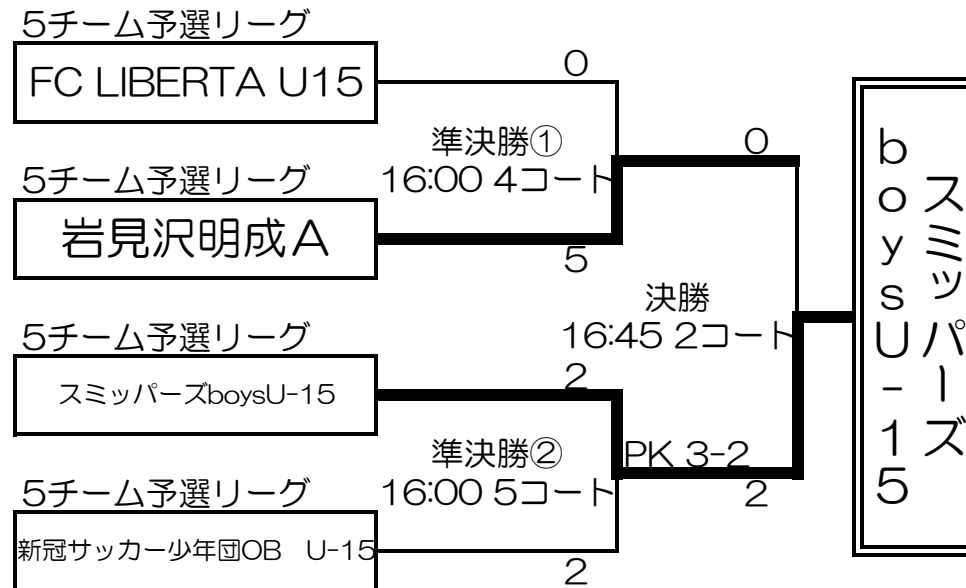 5チーム予選リーグ
FC LIBERTA U15
0
準決勝①
16:00 4コート
5チーム予選リーグ
岩見沢明成A
5
0
決勝
16:45 2コート
5チーム予選リーグ
スミッパーズboysU-15
2
準決勝②
16:00 5コート
PK 3-2
2
5チーム予選リーグ
新冠サッカー少年団OB　U-15
2
スミッパーズ
boysU-15